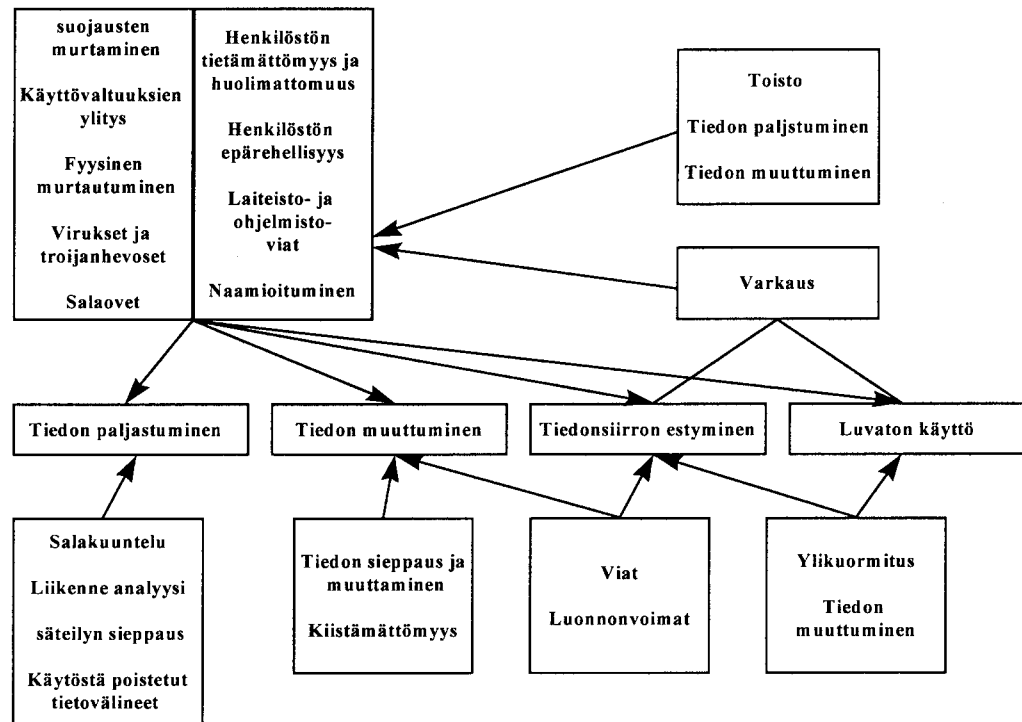 suojausten
murtaminen
Käyttövaltuuksien
ylitys
Fyysinen
murtautuminen
Virukset ja
troijanhevoset
Salaovet
Henkilöstön
tietämättömyys ja
huolimattomuus
Henkilöstön
epärehellisyys
Laiteisto- ja
ohjelmisto-
viat
Naamioituminen
Toisto
Tiedon paljstuminen
Tiedon muuttuminen
Varkaus
Tiedon paljastuminen
Tiedon muuttuminen
Tiedonsiirron estyminen
Luvaton käyttö
Salakuuntelu
Liikenne analyysi
säteilyn sieppaus
Käytöstä poistetut
tietovälineet
Tiedon sieppaus ja
muuttaminen
Kiistämättömyys
Viat
Luonnonvoimat
Ylikuormitus
Tiedon
muuttuminen